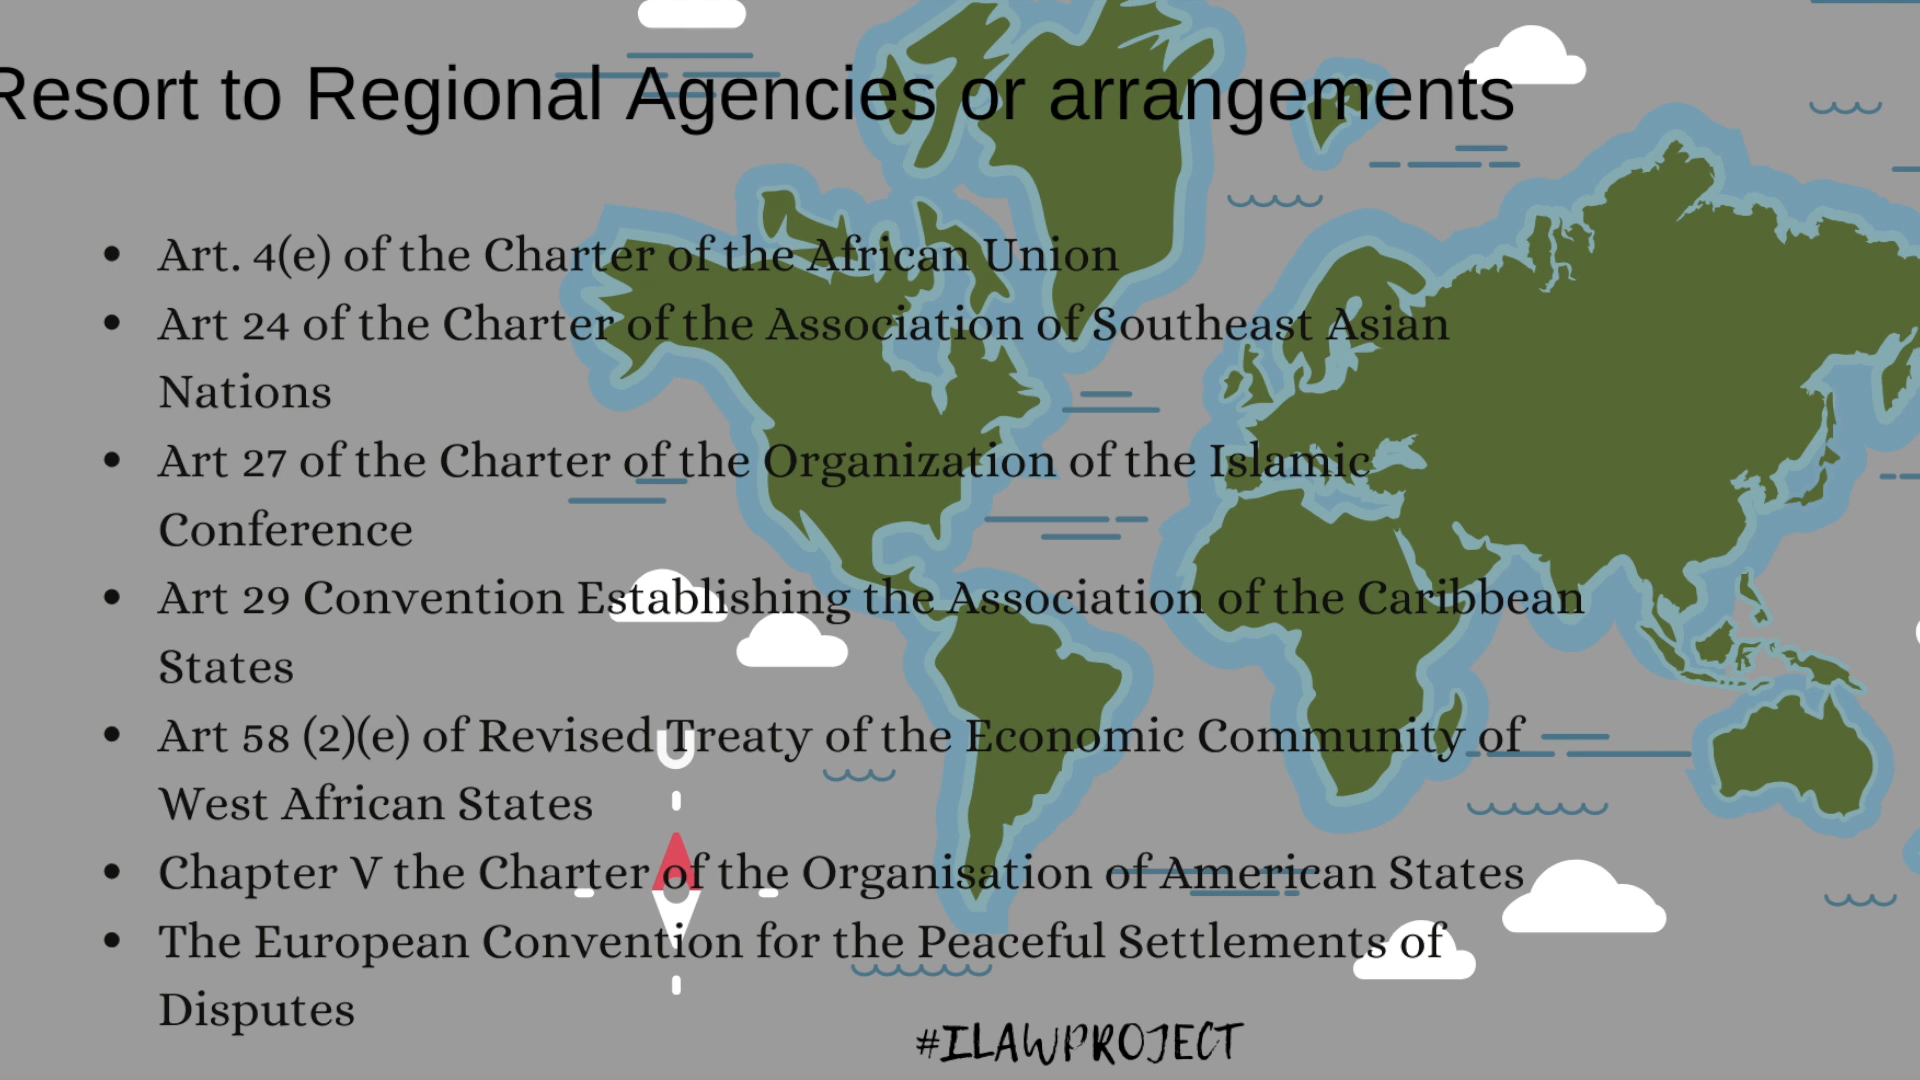 Resort to Regional Agencies or arrangements
• Art. 4(e) of the Charter of the African Union
• Art 24 of the Charter of the Association of Southeast Asian
Nations
• Art 27 of the Charter of the Organization of the Islamic
Conference
• Art 29 Convention Establishing the Association of the Caribbean
States
• Art 58 (2)(e) of Revised Treaty of the Economic Community of
West African States
• Chapter V the Charter of the Organisation of American States
• The European Convention for the Peaceful Settlements of
Disputes
#ILAWPROJECT